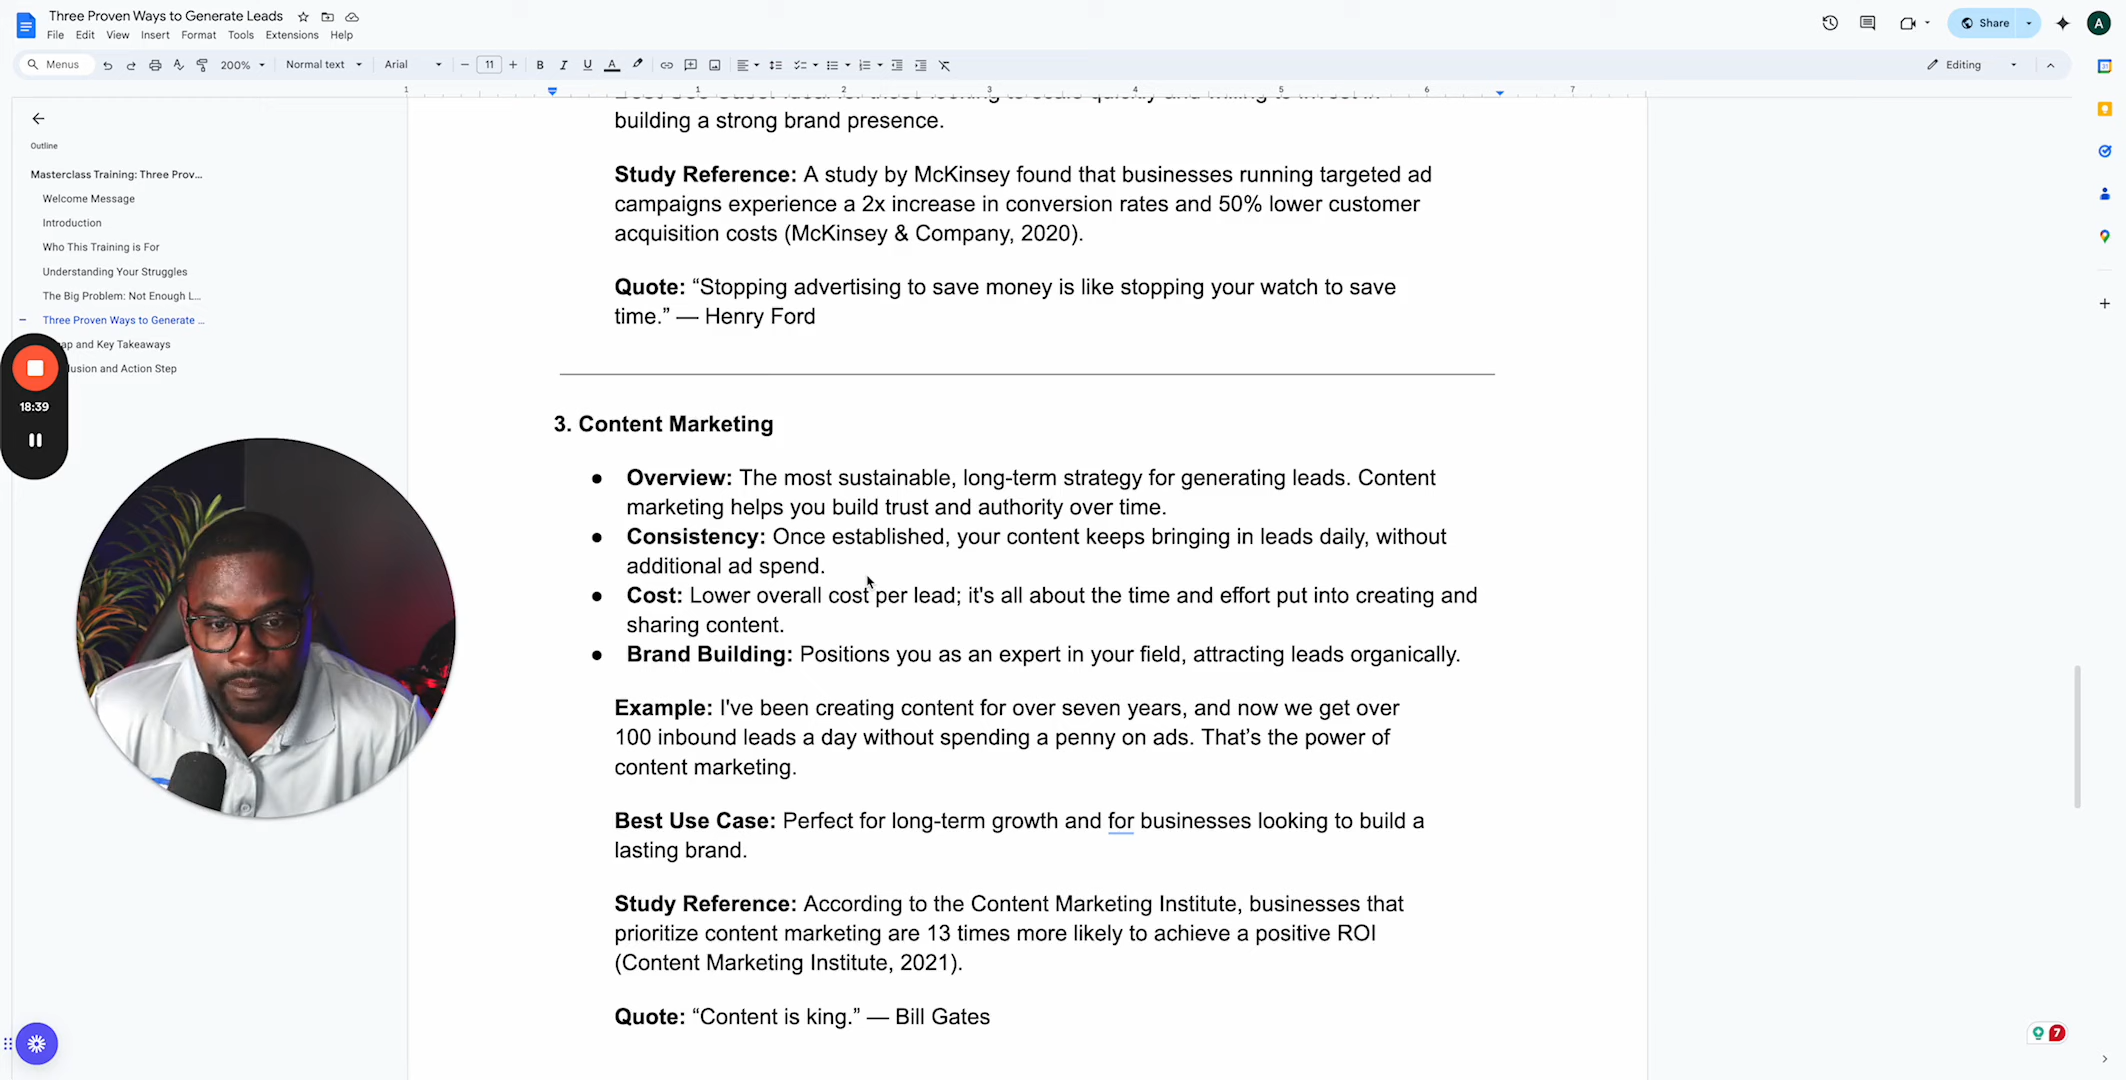 Three Proven Ways to Generate Leads
File Edit View Insert Format Tools Extensions Help
Share
A
Menus
200%
Normal text
Arial
11
Editing
1 1 2 3 4 5 6 7
Outline
Masterclass Training: Three Prov...
Welcome Message
Introduction
Who This Training is For
Understanding Your Struggles
The Big Problem: Not Enough L...
Three Proven Ways to Generate ...
and Key Takeaways
and Action Step
18:39
building a strong brand presence.
Study Reference: A study by McKinsey found that businesses running targeted ad
campaigns experience a 2x increase in conversion rates and 50% lower customer
acquisition costs (McKinsey & Company, 2020).
Quote: “Stopping advertising to save money is like stopping your watch to save
time.” — Henry Ford
3. Content Marketing
● Overview: The most sustainable, long-term strategy for generating leads. Content
marketing helps you build trust and authority over time.
● Consistency: Once established, your content keeps bringing in leads daily, without
additional ad spend.
● Cost: Lower overall cost per lead; it's all about the time and effort put into creating and
sharing content.
● Brand Building: Positions you as an expert in your field, attracting leads organically.
Example: I've been creating content for over seven years, and now we get over
100 inbound leads a day without spending a penny on ads. That’s the power of
content marketing.
Best Use Case: Perfect for long-term growth and for businesses looking to build a
lasting brand.
Study Reference: According to the Content Marketing Institute, businesses that
prioritize content marketing are 13 times more likely to achieve a positive ROI
(Content Marketing Institute, 2021).
Quote: “Content is king.” — Bill Gates
7